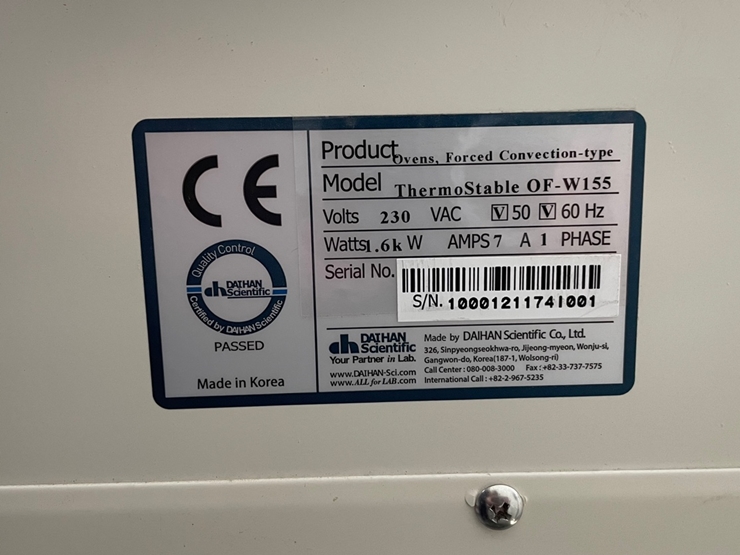 CE
Quality Control
dh DAIHAN Scientific
Certified by DAIHAN Scientific
PASSED
Made in Korea
Product Ovens, Forced Convection-type
Model ThermoStable OF-W155
Volts 230 VAC V 50 V 60 Hz
Watts 1.6k W AMPS 7 A 1 PHASE
Serial No.
S/N. 10001211741001
dh DAIHAN Scientific
Your Partner in Lab.
www.DAIHAN-Sci.com
www.ALL for LAB.com
Made by DAIHAN Scientific Co., Ltd.
326, Sinpyeongseokhwa-ro, Jijeong-myeon, Wonju-si,
Gangwon-do, Korea(187-1, Wolsong-ri)
Call Center : 080-008-3000 Fax : +82-33-737-7575
International Call : +82-2-967-5235